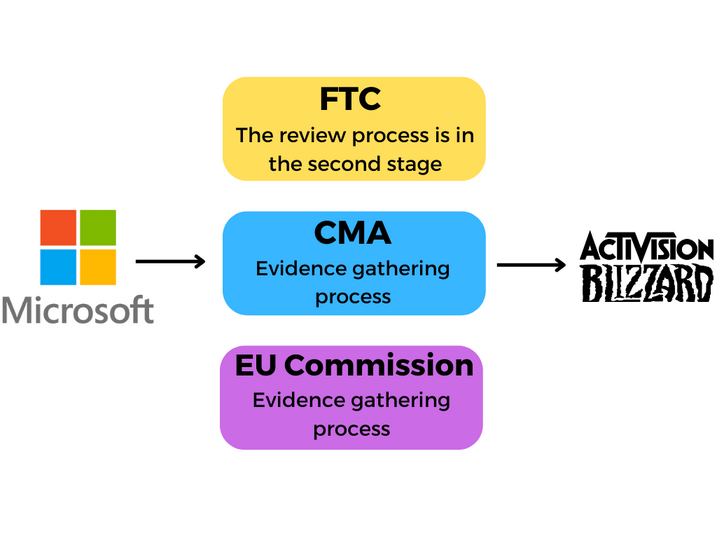 FTC
The review process is in
the second stage
Microsoft
CMA
Evidence gathering
process
ACTIVISION
BLIZZARD
EU Commission
Evidence gathering
process